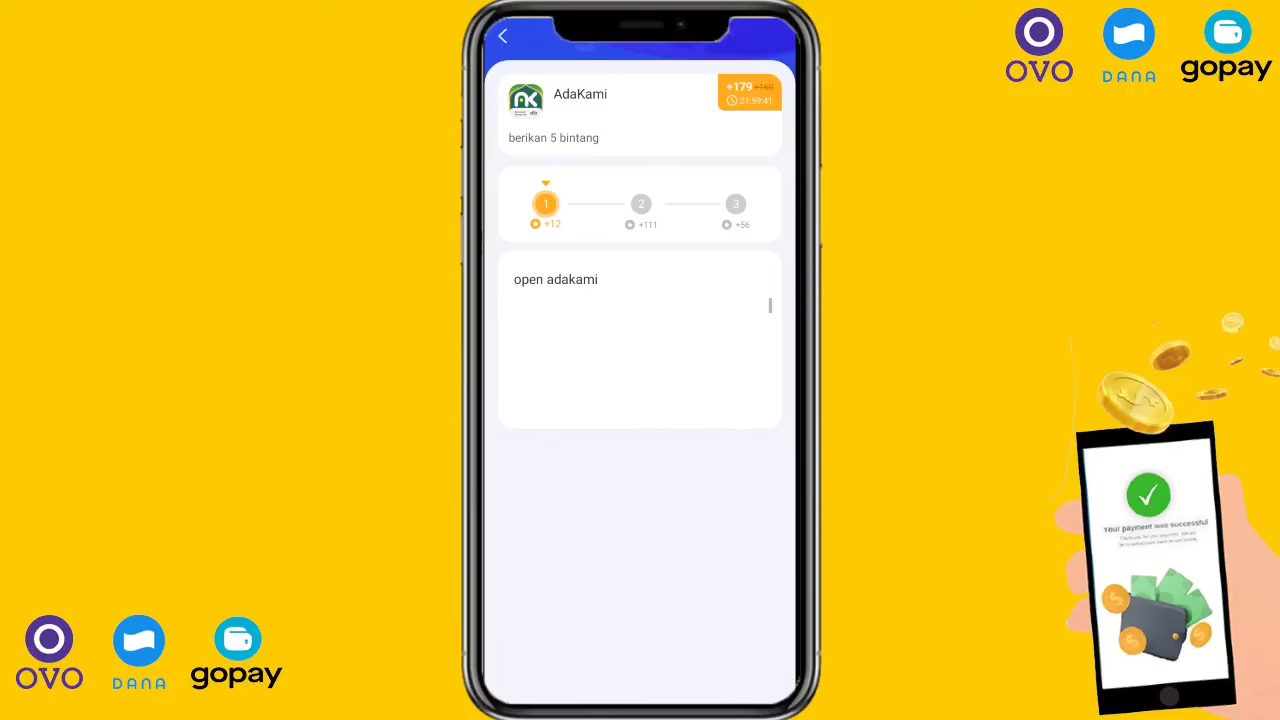 AdaKami
+179 +160
21:59:41
berikan 5 bintang
1
2
3
+12
+111
+56
open adakami
OVO
DANA
gopay
OVO
DANA
gopay
Your payment was successful